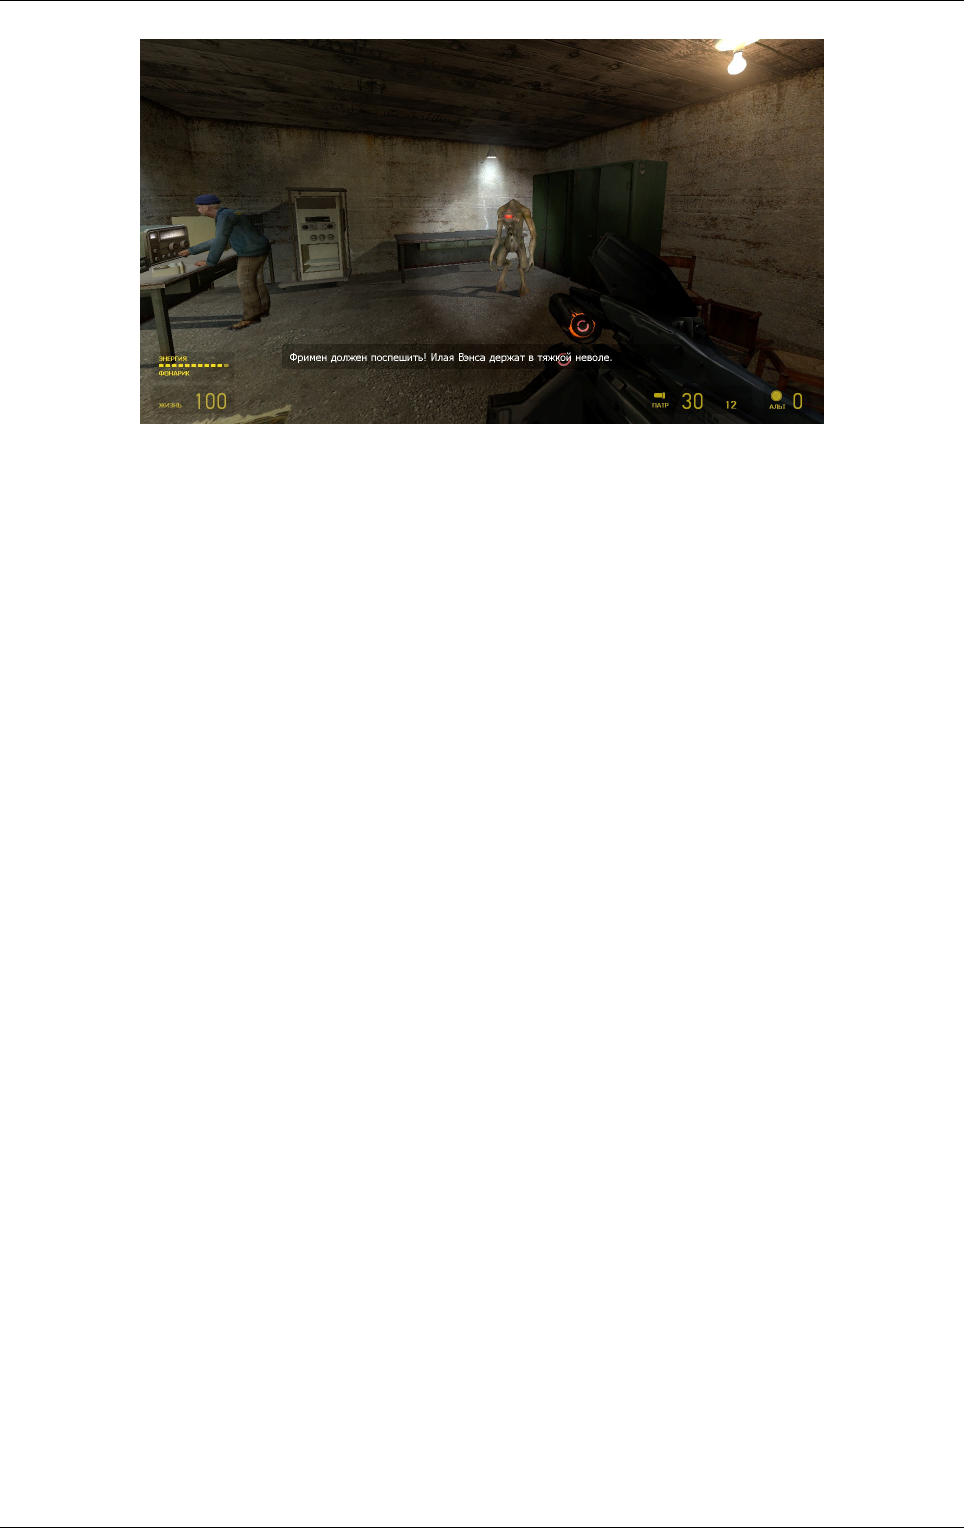 Фримен должен поспешить! Илая Вэнса держат в тяжкой неволе.
ЭНЕРГИЯ
ФОНАРИК
ЖИЗНЬ 100
ПАТР 30 12
АЛЬТ 0